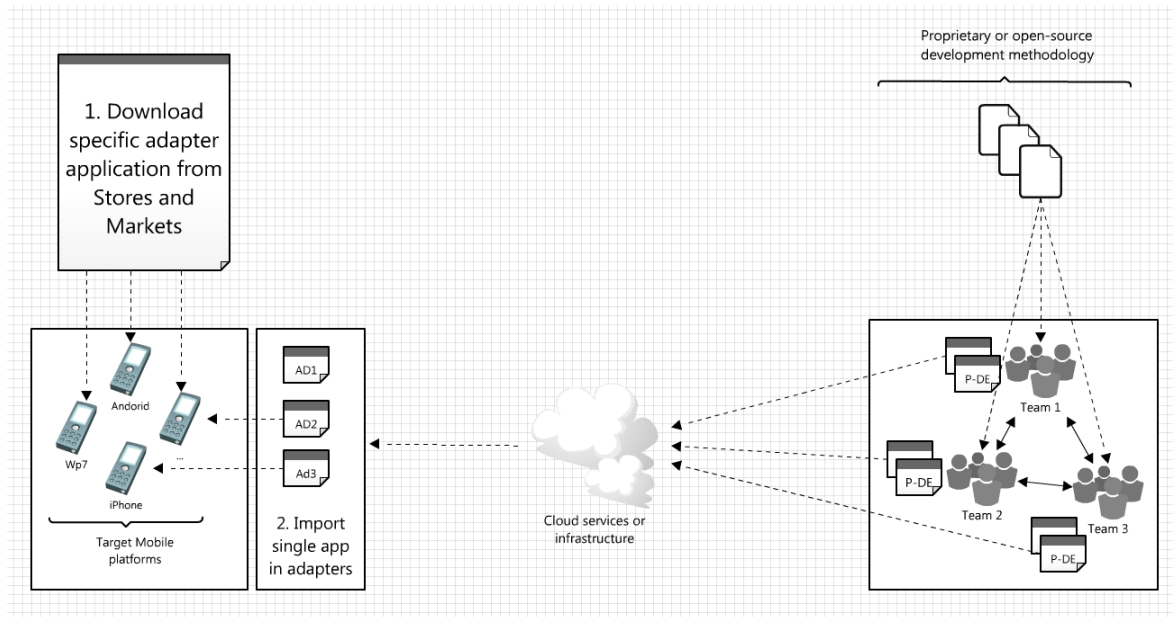 Proprietary or open-source
development methodology
1. Download
specific adapter
application from
Stores and
Markets
AD1
AD2
Ad3
2. Import
single app
in adapters
Andorid
Wp7
...
iPhone
Target Mobile
platforms
Cloud services or
infrastructure
P-DE
Team 1
P-DE
Team 2
Team 3
P-DE